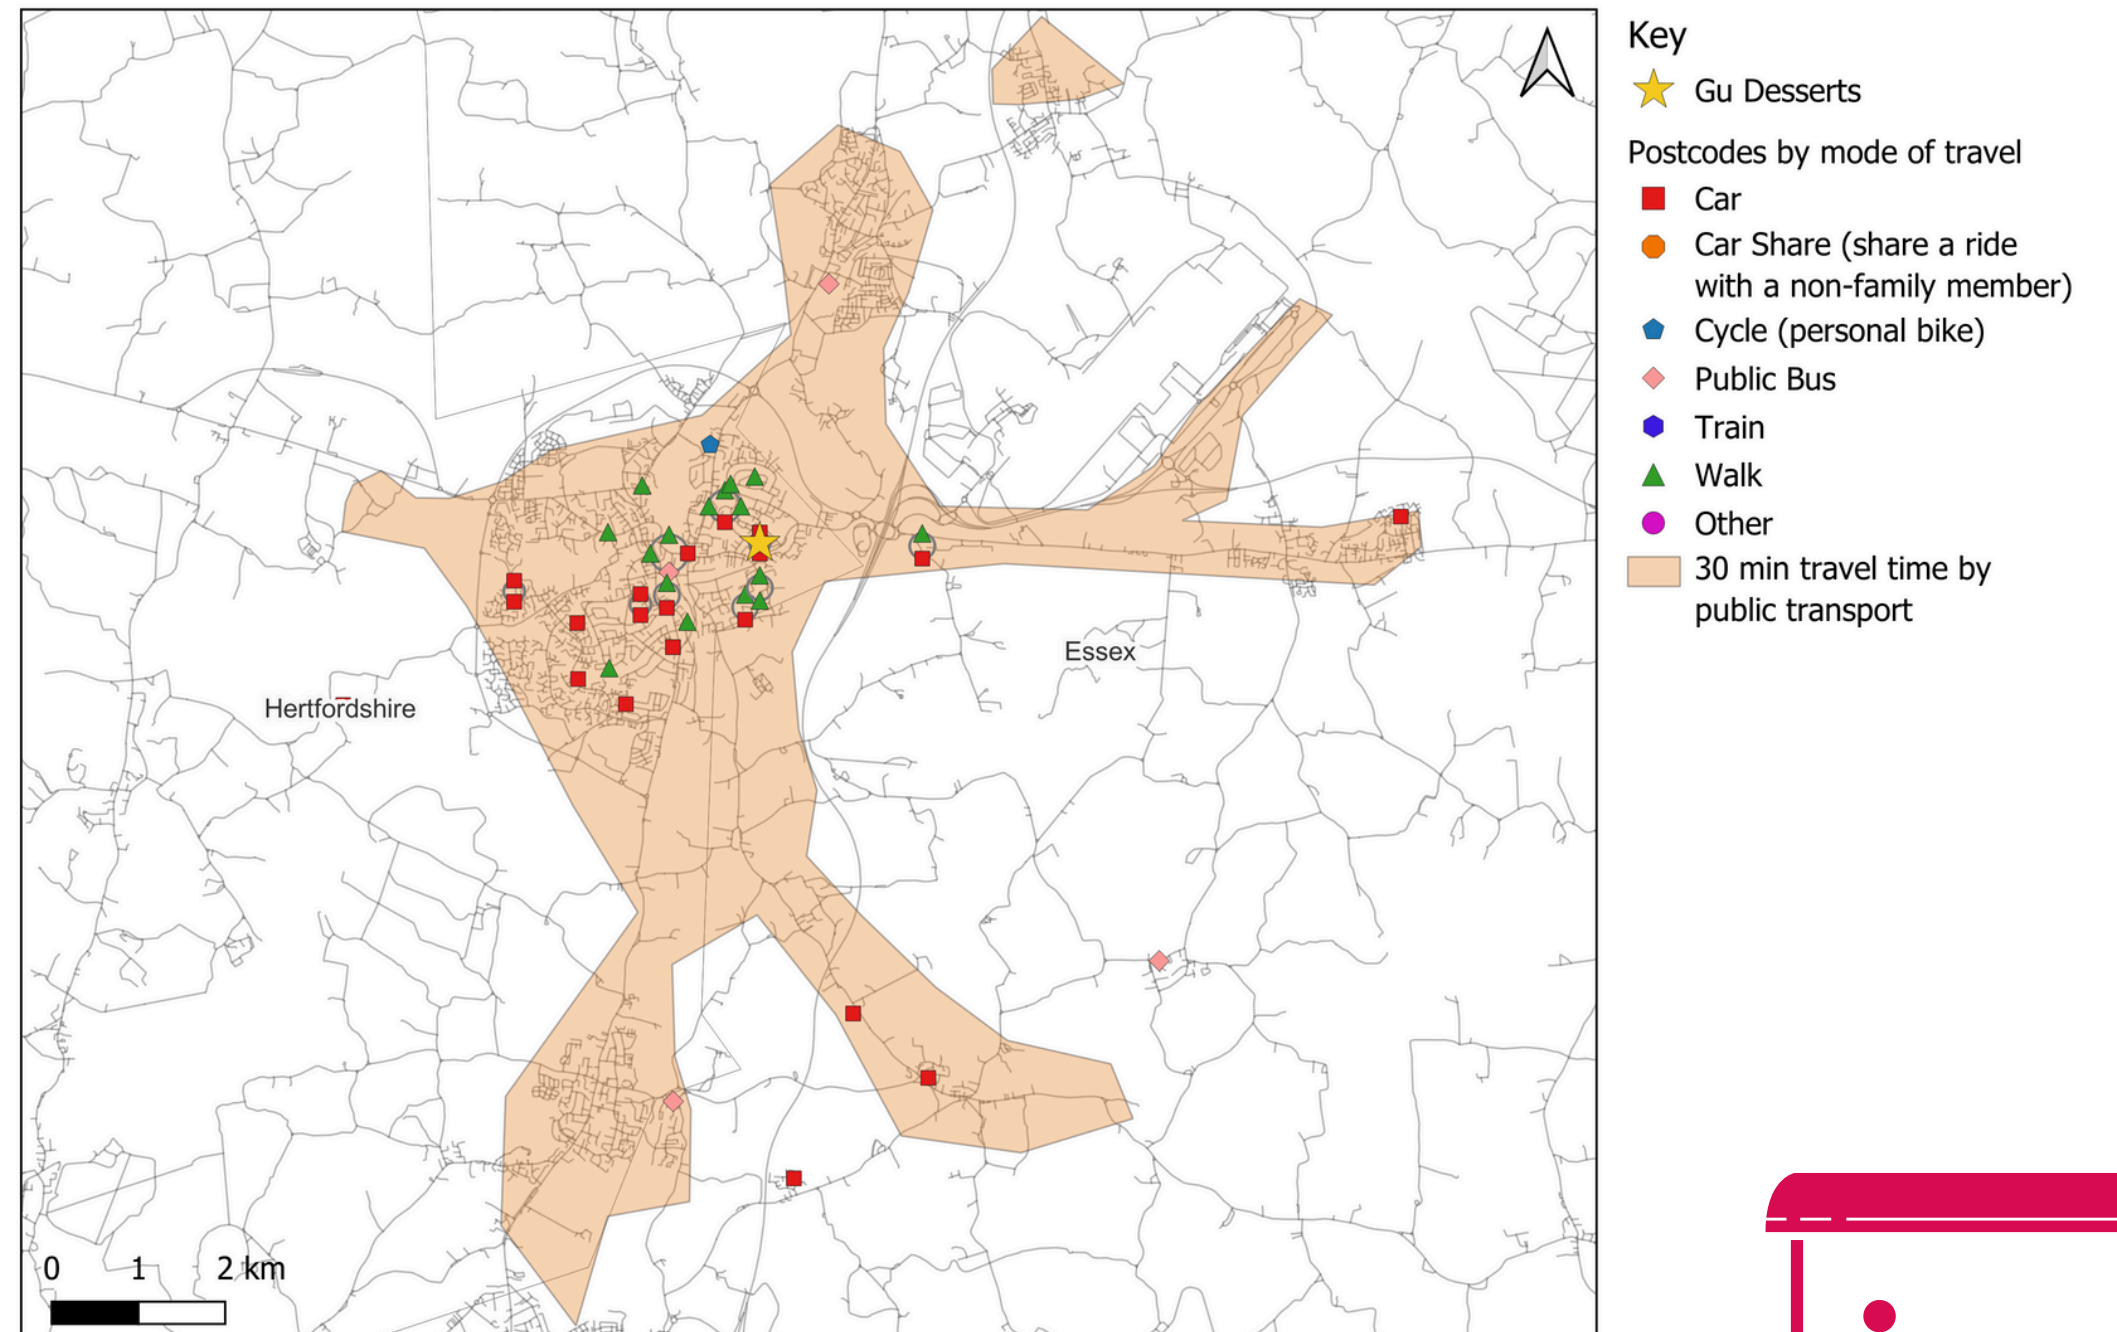 Key
Gu Desserts
Postcodes by mode of travel
Car
Car Share (share a ride
with a non-family member)
Cycle (personal bike)
Public Bus
Train
Walk
Other
30 min travel time by
public transport
Essex
Hertfordshire
0 1 2 km